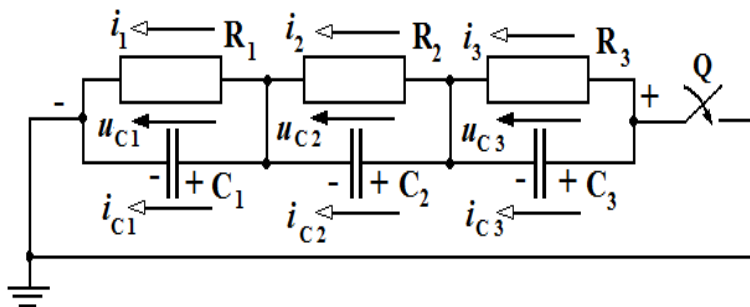 i1 R1 i2 R2 i3 R3 Q
- +
uC1 uC2 uC3
- + C1 - + C2 - + C3
iC1 iC2 iC3